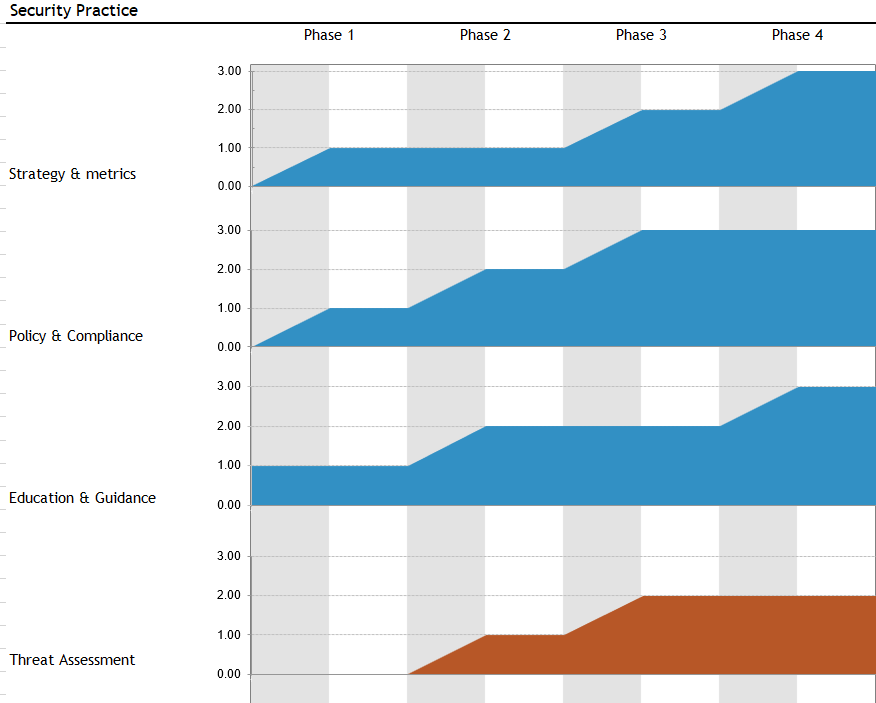 Security Practice
Phase 1 Phase 2 Phase 3 Phase 4
3.00
2.00
1.00
Strategy & metrics
0.00
3.00
2.00
1.00
Policy & Compliance
0.00
3.00
2.00
1.00
Education & Guidance
0.00
3.00
2.00
1.00
Threat Assessment
0.00